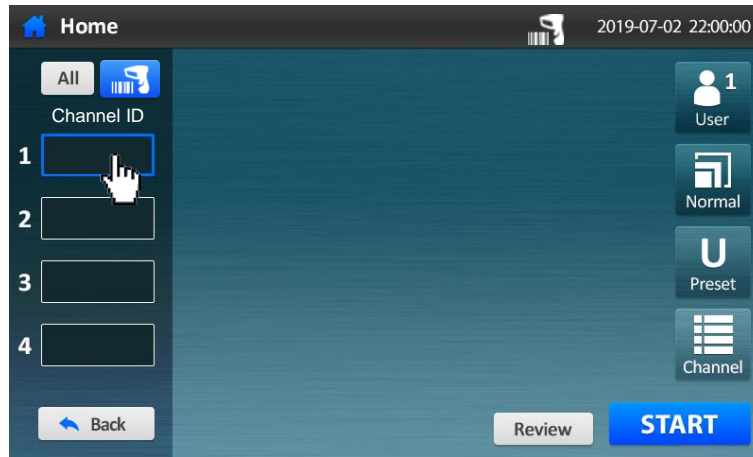 Home
2019-07-02 22:00:00
All
Channel ID
1
2
3
4
Back
1
User
Normal
U
Preset
Channel
Review
START